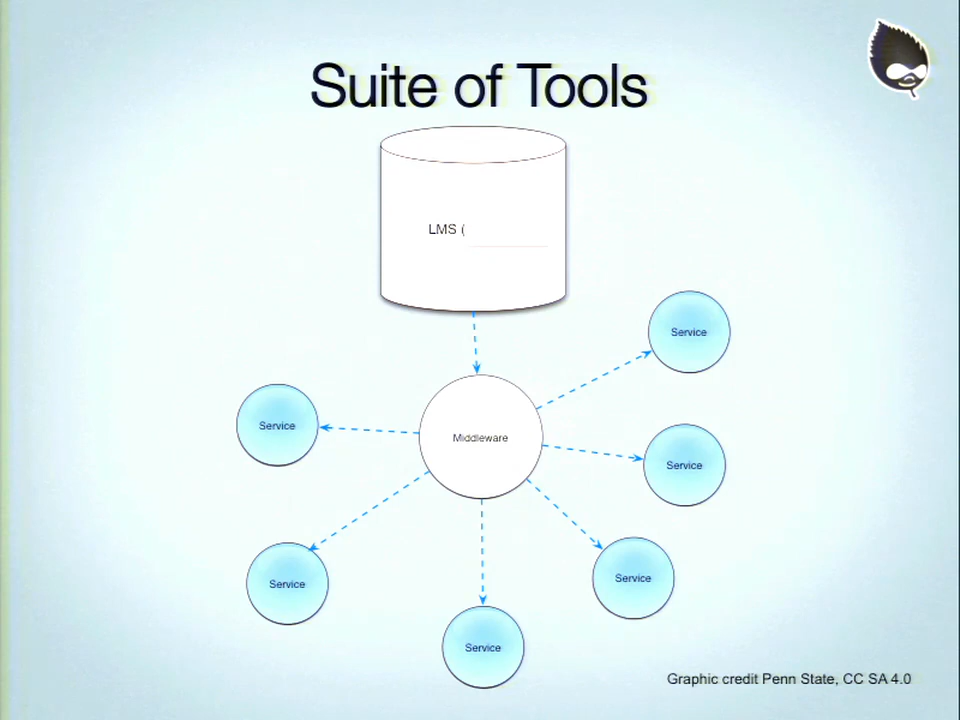 Suite of Tools
LMS (
Service
Service
Middleware
Service
Service
Service
Service
Graphic credit Penn State, CC SA 4.0